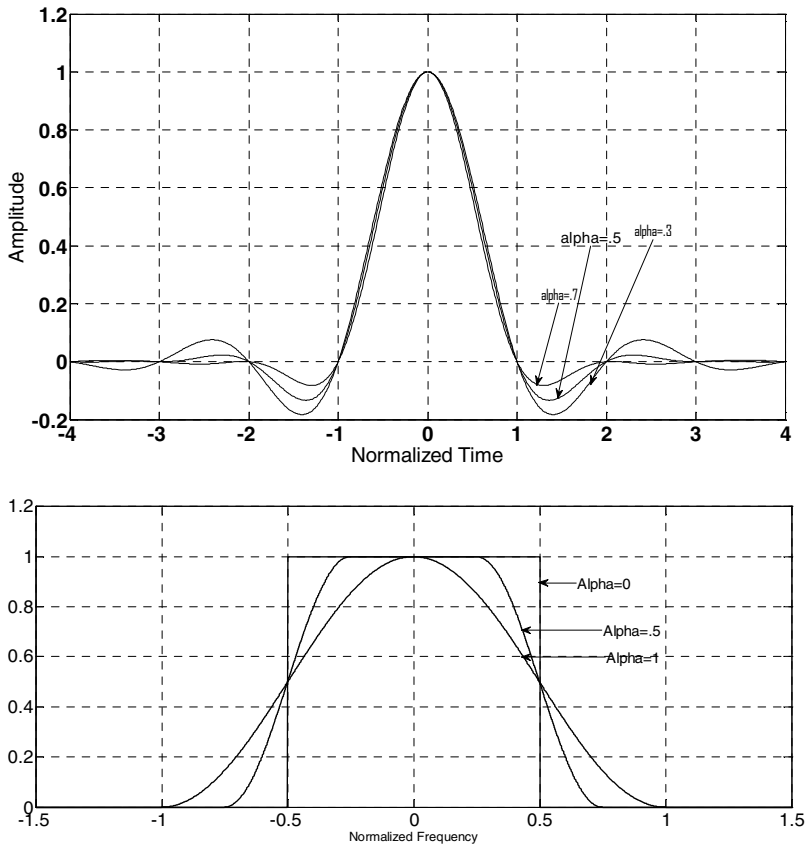 1.2
1
0.8
Amplitude
0.6
0.4
alpha=.5 alpha=.3
0.2
alpha=.7
0
-0.2
-4 -3 -2 -1 0 1 2 3 4
Normalized Time
1.2
1
Alpha=0
0.8
Alpha=.5
0.6
Alpha=1
0.4
0.2
0
-1.5 -1 -0.5 0 0.5 1 1.5
Normalized Frequency